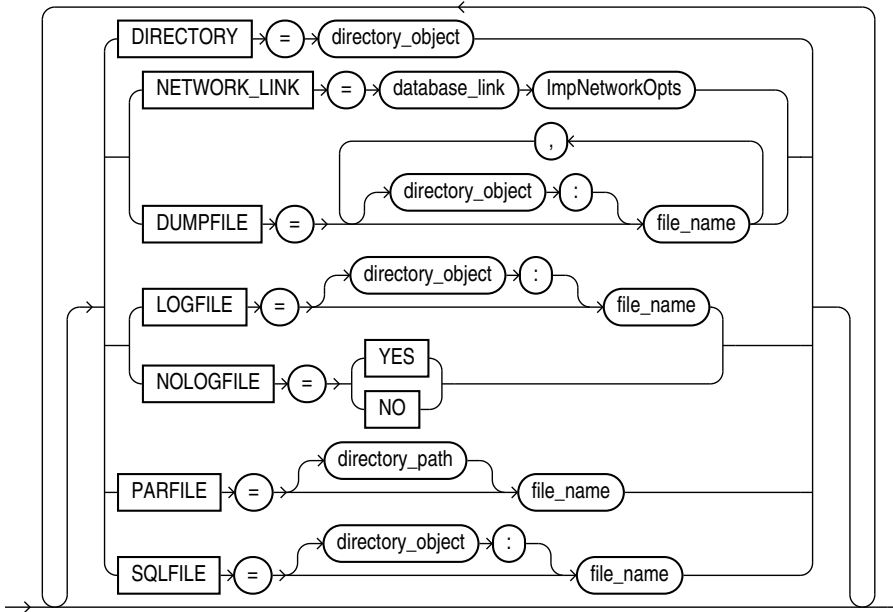 DIRECTORY = directory_object
NETWORK_LINK = database_link ImpNetworkOpts
,
directory_object :
DUMPFILE = file_name
directory_object :
LOGFILE = file_name
YES
NOLOGFILE =
NO
directory_path
PARFILE = file_name
directory_object :
SQLFILE = file_name